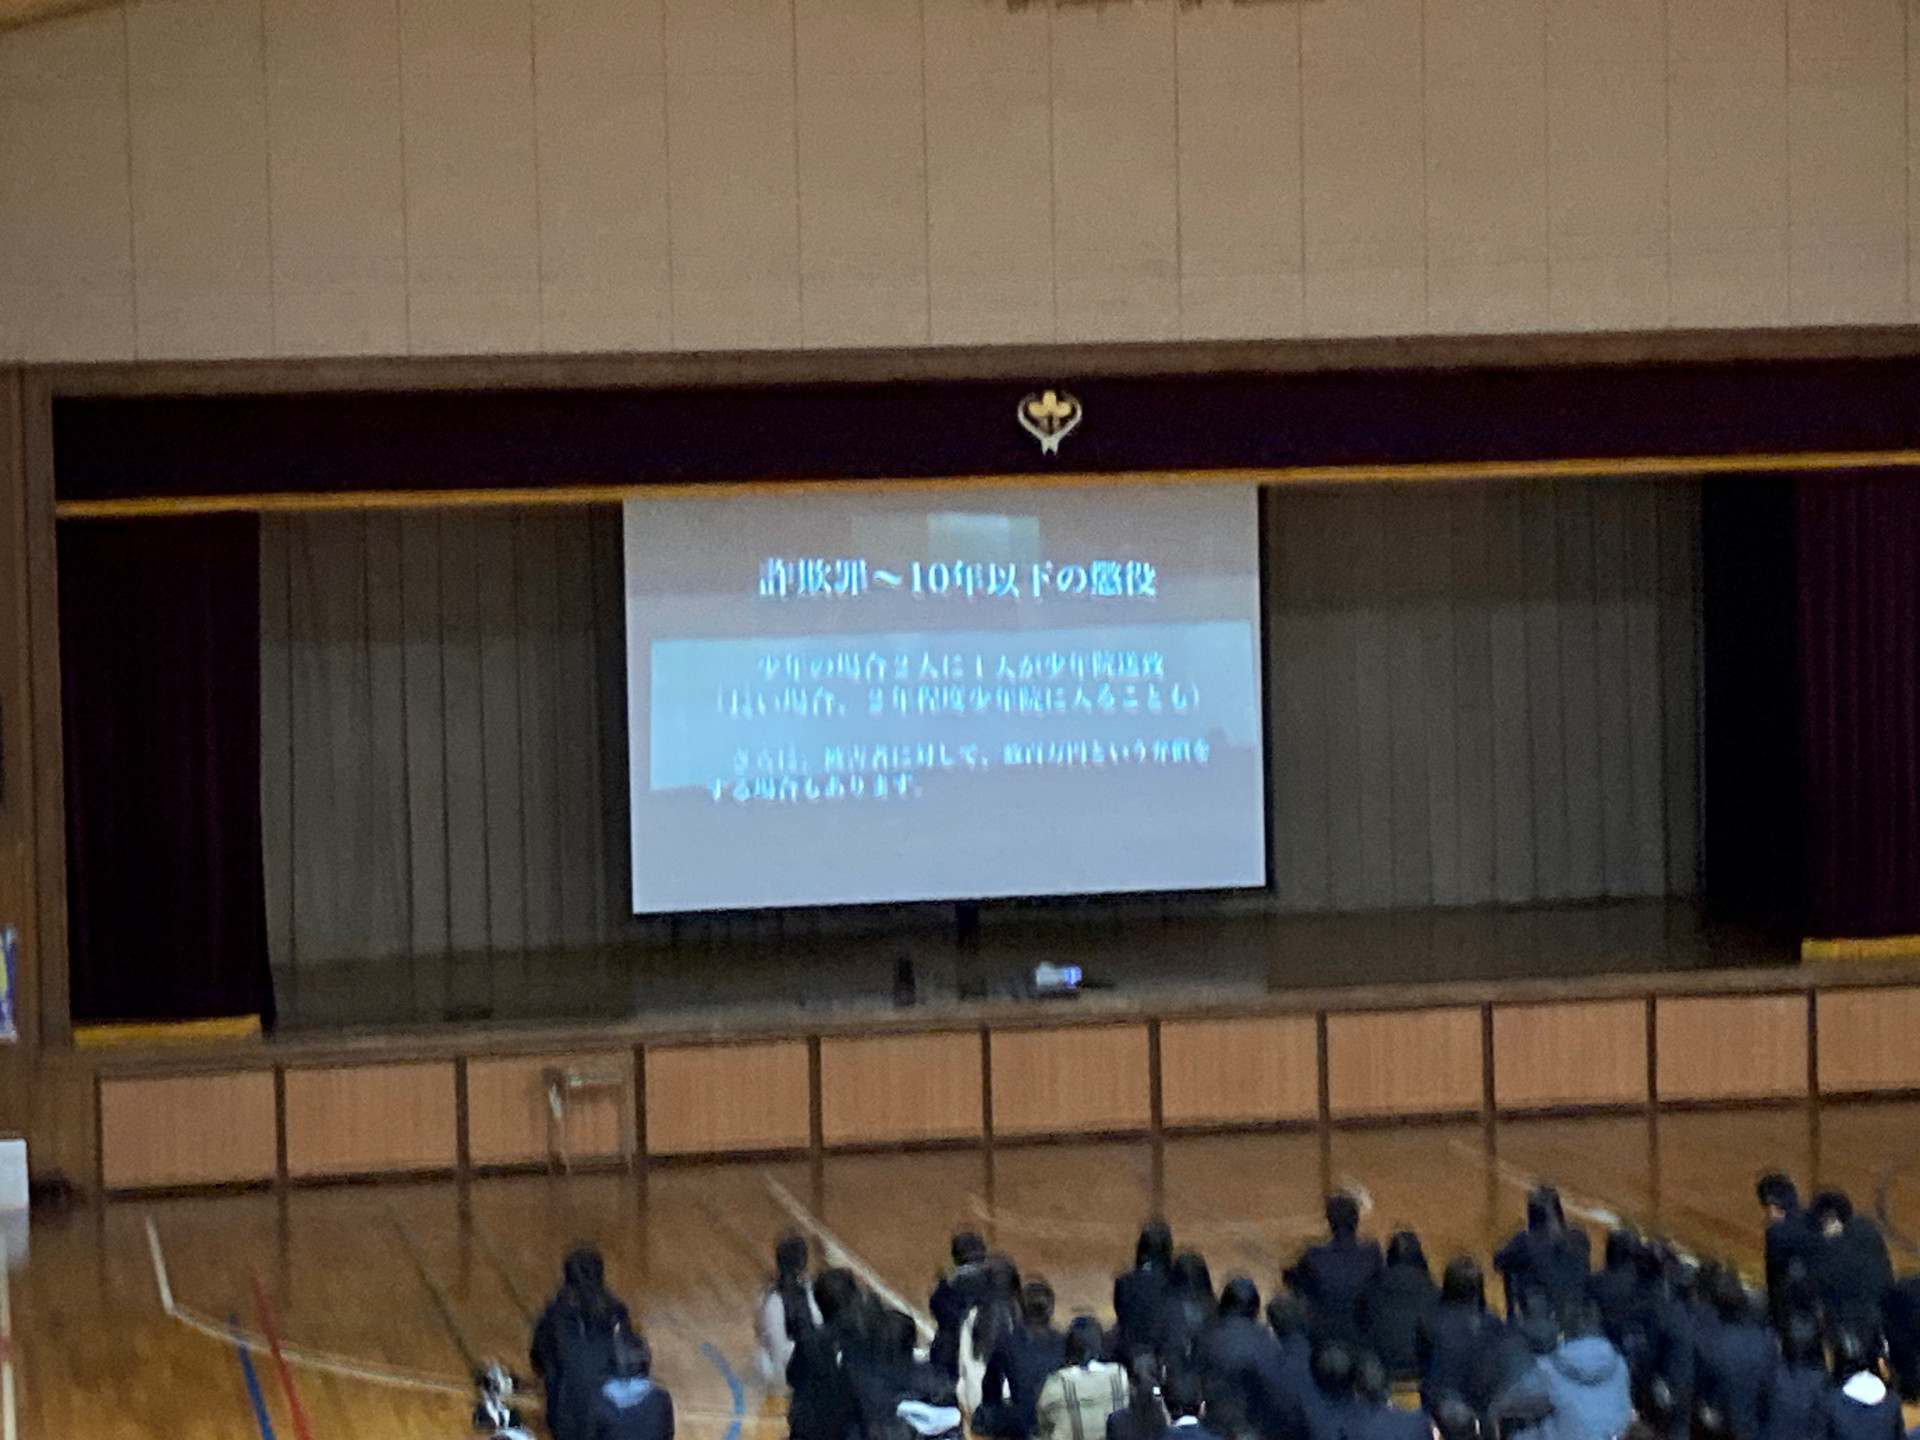 詐欺罪～10年以下の懲役
少年の場合２人に１人が少年院送致
（長い場合、２年程度少年院に入ることも）
さらに、被害者に対して、数百万円という弁償を
する場合もあります。